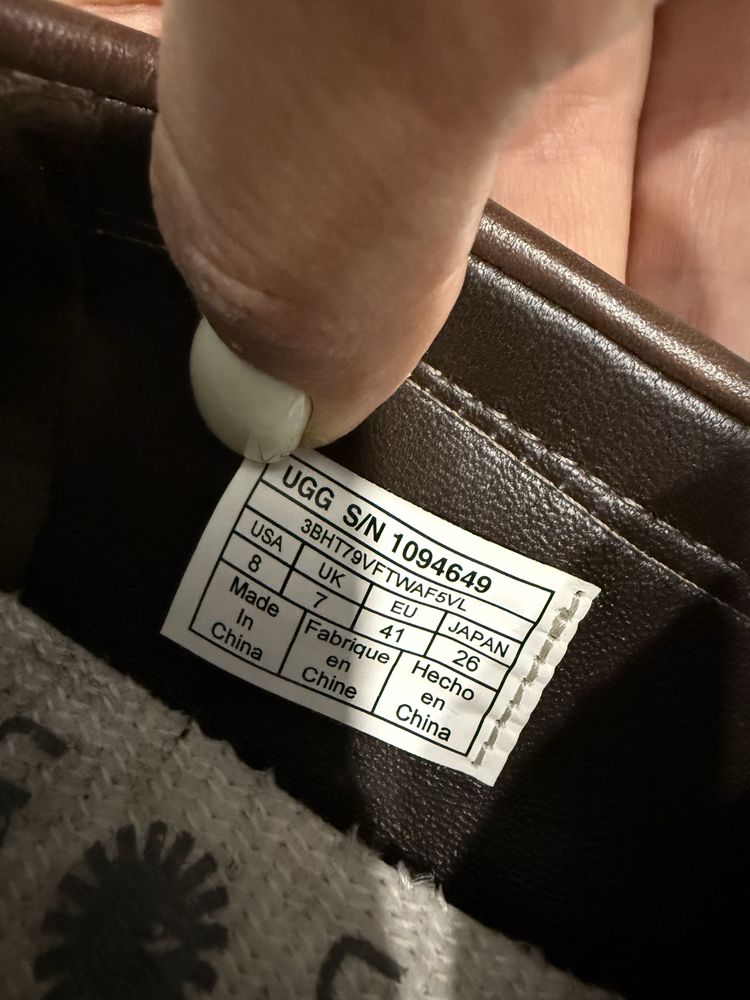 UGG S/N 1094649
3BHT79VFTWAF5VL
USA UK EU JAPAN
8 7 41 26
Made In China
Fabrique en Chine
Hecho en China